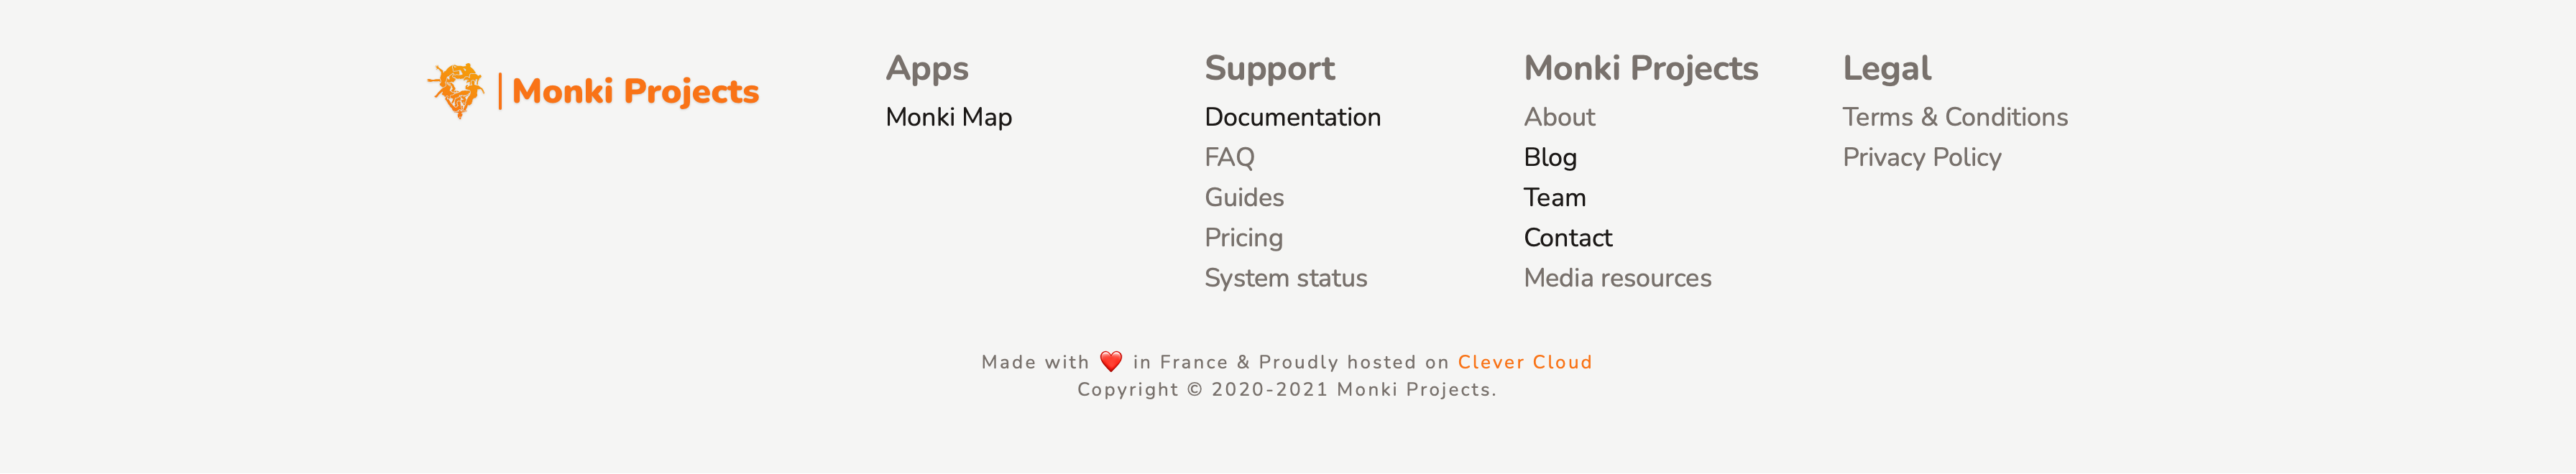 Monki Projects
Apps
Monki Map
Support
Documentation
FAQ
Guides
Pricing
System status
Monki Projects
About
Blog
Team
Contact
Media resources
Legal
Terms & Conditions
Privacy Policy
Made with ❤️ in France & Proudly hosted on Clever Cloud
Copyright © 2020-2021 Monki Projects.